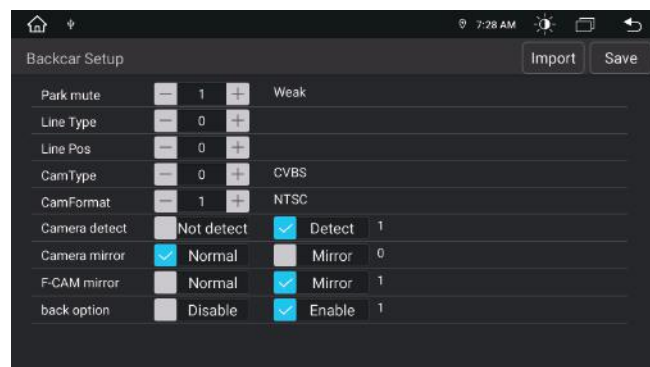 7:28 AM
Backcar Setup Import Save
Park mute — 1 + Weak
Line Type — 0 +
Line Pos — 0 +
CamType — 0 + CVBS
CamFormat — 1 + NTSC
Camera detect Not detect Detect 1
Camera mirror Normal Mirror 0
F-CAM mirror Normal Mirror 1
back option Disable Enable 1